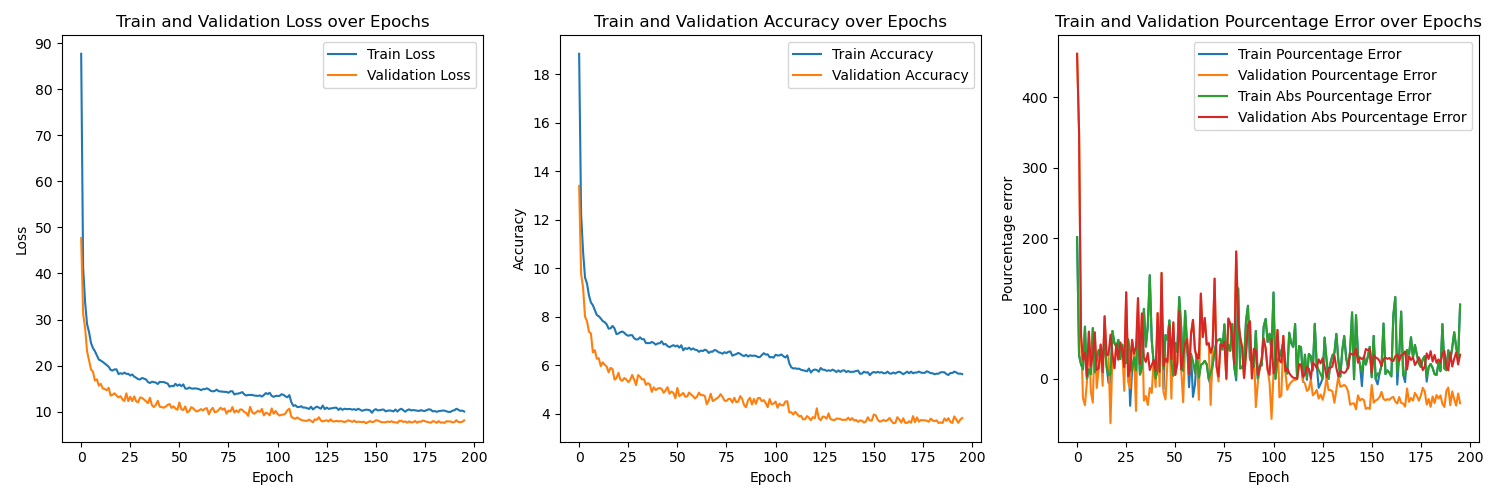 Train and Validation Loss over Epochs
90
80
70
60
50
40
30
20
10
Loss
0 25 50 75 100 125 150 175 200
Epoch
Train Loss
Validation Loss
Train and Validation Accuracy over Epochs
18
16
14
12
10
8
6
4
Accuracy
0 25 50 75 100 125 150 175 200
Epoch
Train Accuracy
Validation Accuracy
Train and Validation Pourcentage Error over Epochs
400
300
200
100
0
Pourcentage error
0 25 50 75 100 125 150 175 200
Epoch
Train Pourcentage Error
Validation Pourcentage Error
Train Abs Pourcentage Error
Validation Abs Pourcentage Error